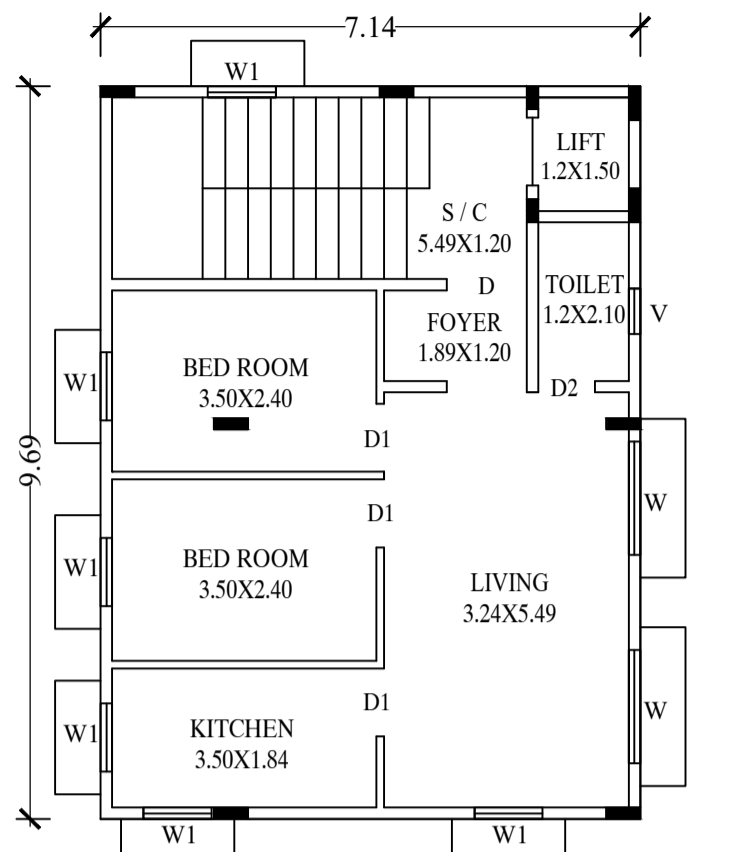 7.14
W1
LIFT
1.2X1.50
S / C
5.49X1.20
D
TOILET
1.2X2.10
V
FOYER
1.89X1.20
BED ROOM
3.50X2.40
W1
D2
D1
9.69
W
D1
BED ROOM
3.50X2.40
W1
LIVING
3.24X5.49
D1
W
KITCHEN
3.50X1.84
W1
W1
W1